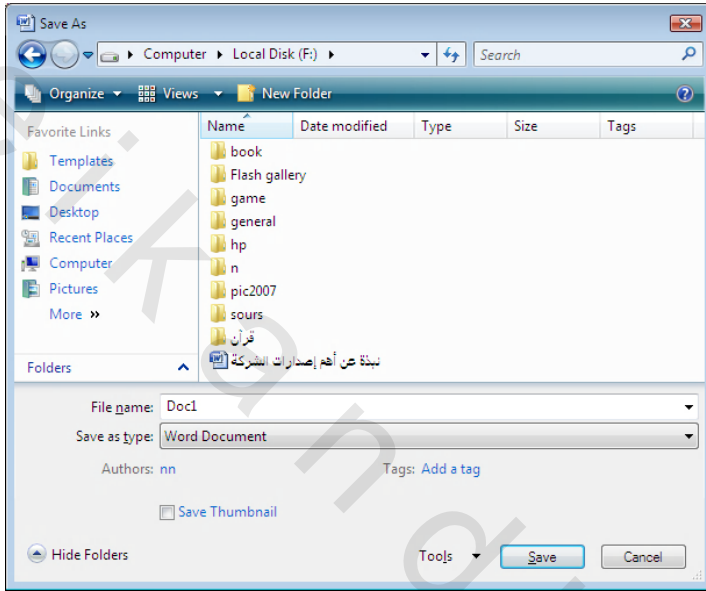 Save As
Computer Local Disk (F:) Search
Organize Views New Folder
Favorite Links
Templates
Documents
Desktop
Recent Places
Computer
Pictures
More »
Folders
Name Date modified Type Size Tags
book
Flash gallery
game
general
hp
n
pic2007
sours
قرآن
نبذة عن أهم إصدارات الشركة
File name: Doc1
Save as type: Word Document
Authors: nn Tags: Add a tag
Save Thumbnail
Hide Folders Tools Save Cancel